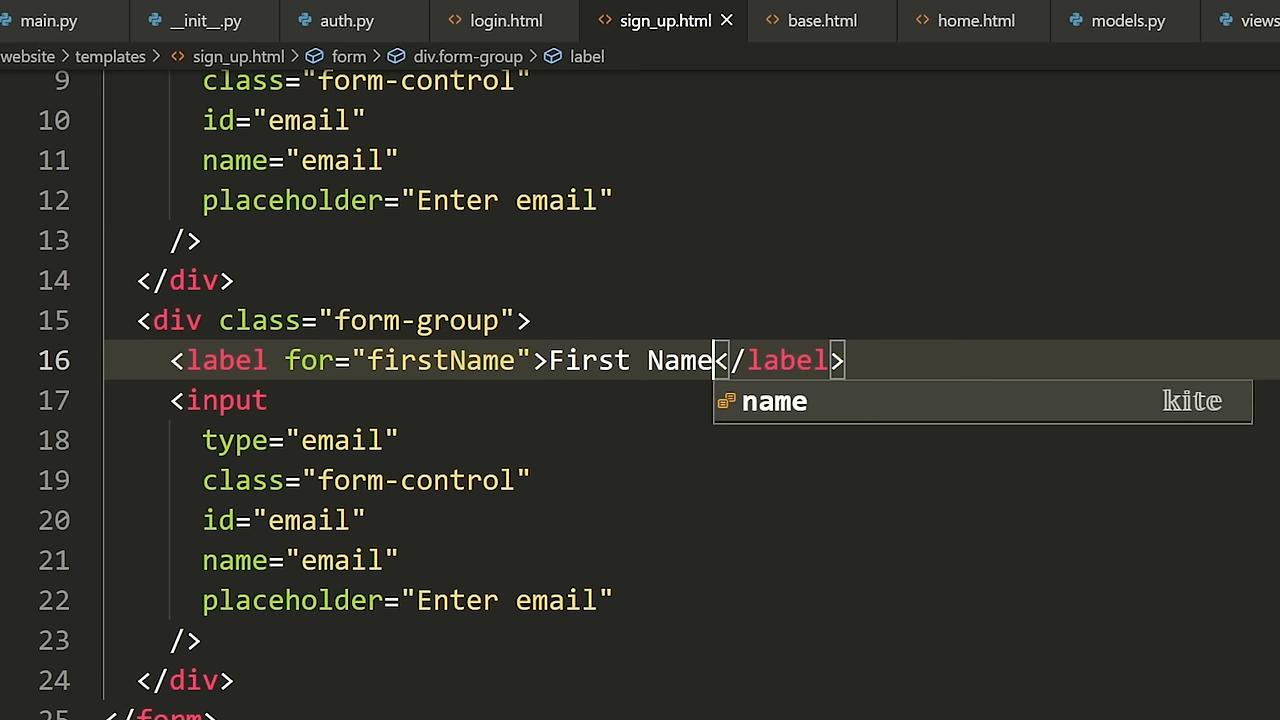 main.py __init__.py auth.py login.html sign_up.html base.html home.html models.py views
website templates sign_up.html form div.form-group label
9 class="form-control"
10 id="email"
11 name="email"
12 placeholder="Enter email"
13 />
14 </div>
15 <div class="form-group">
16 <label for="firstName">First Name</label>
17 <input
name kite
18 type="email"
19 class="form-control"
20 id="email"
21 name="email"
22 placeholder="Enter email"
23 />
24 </div>
25 </form>